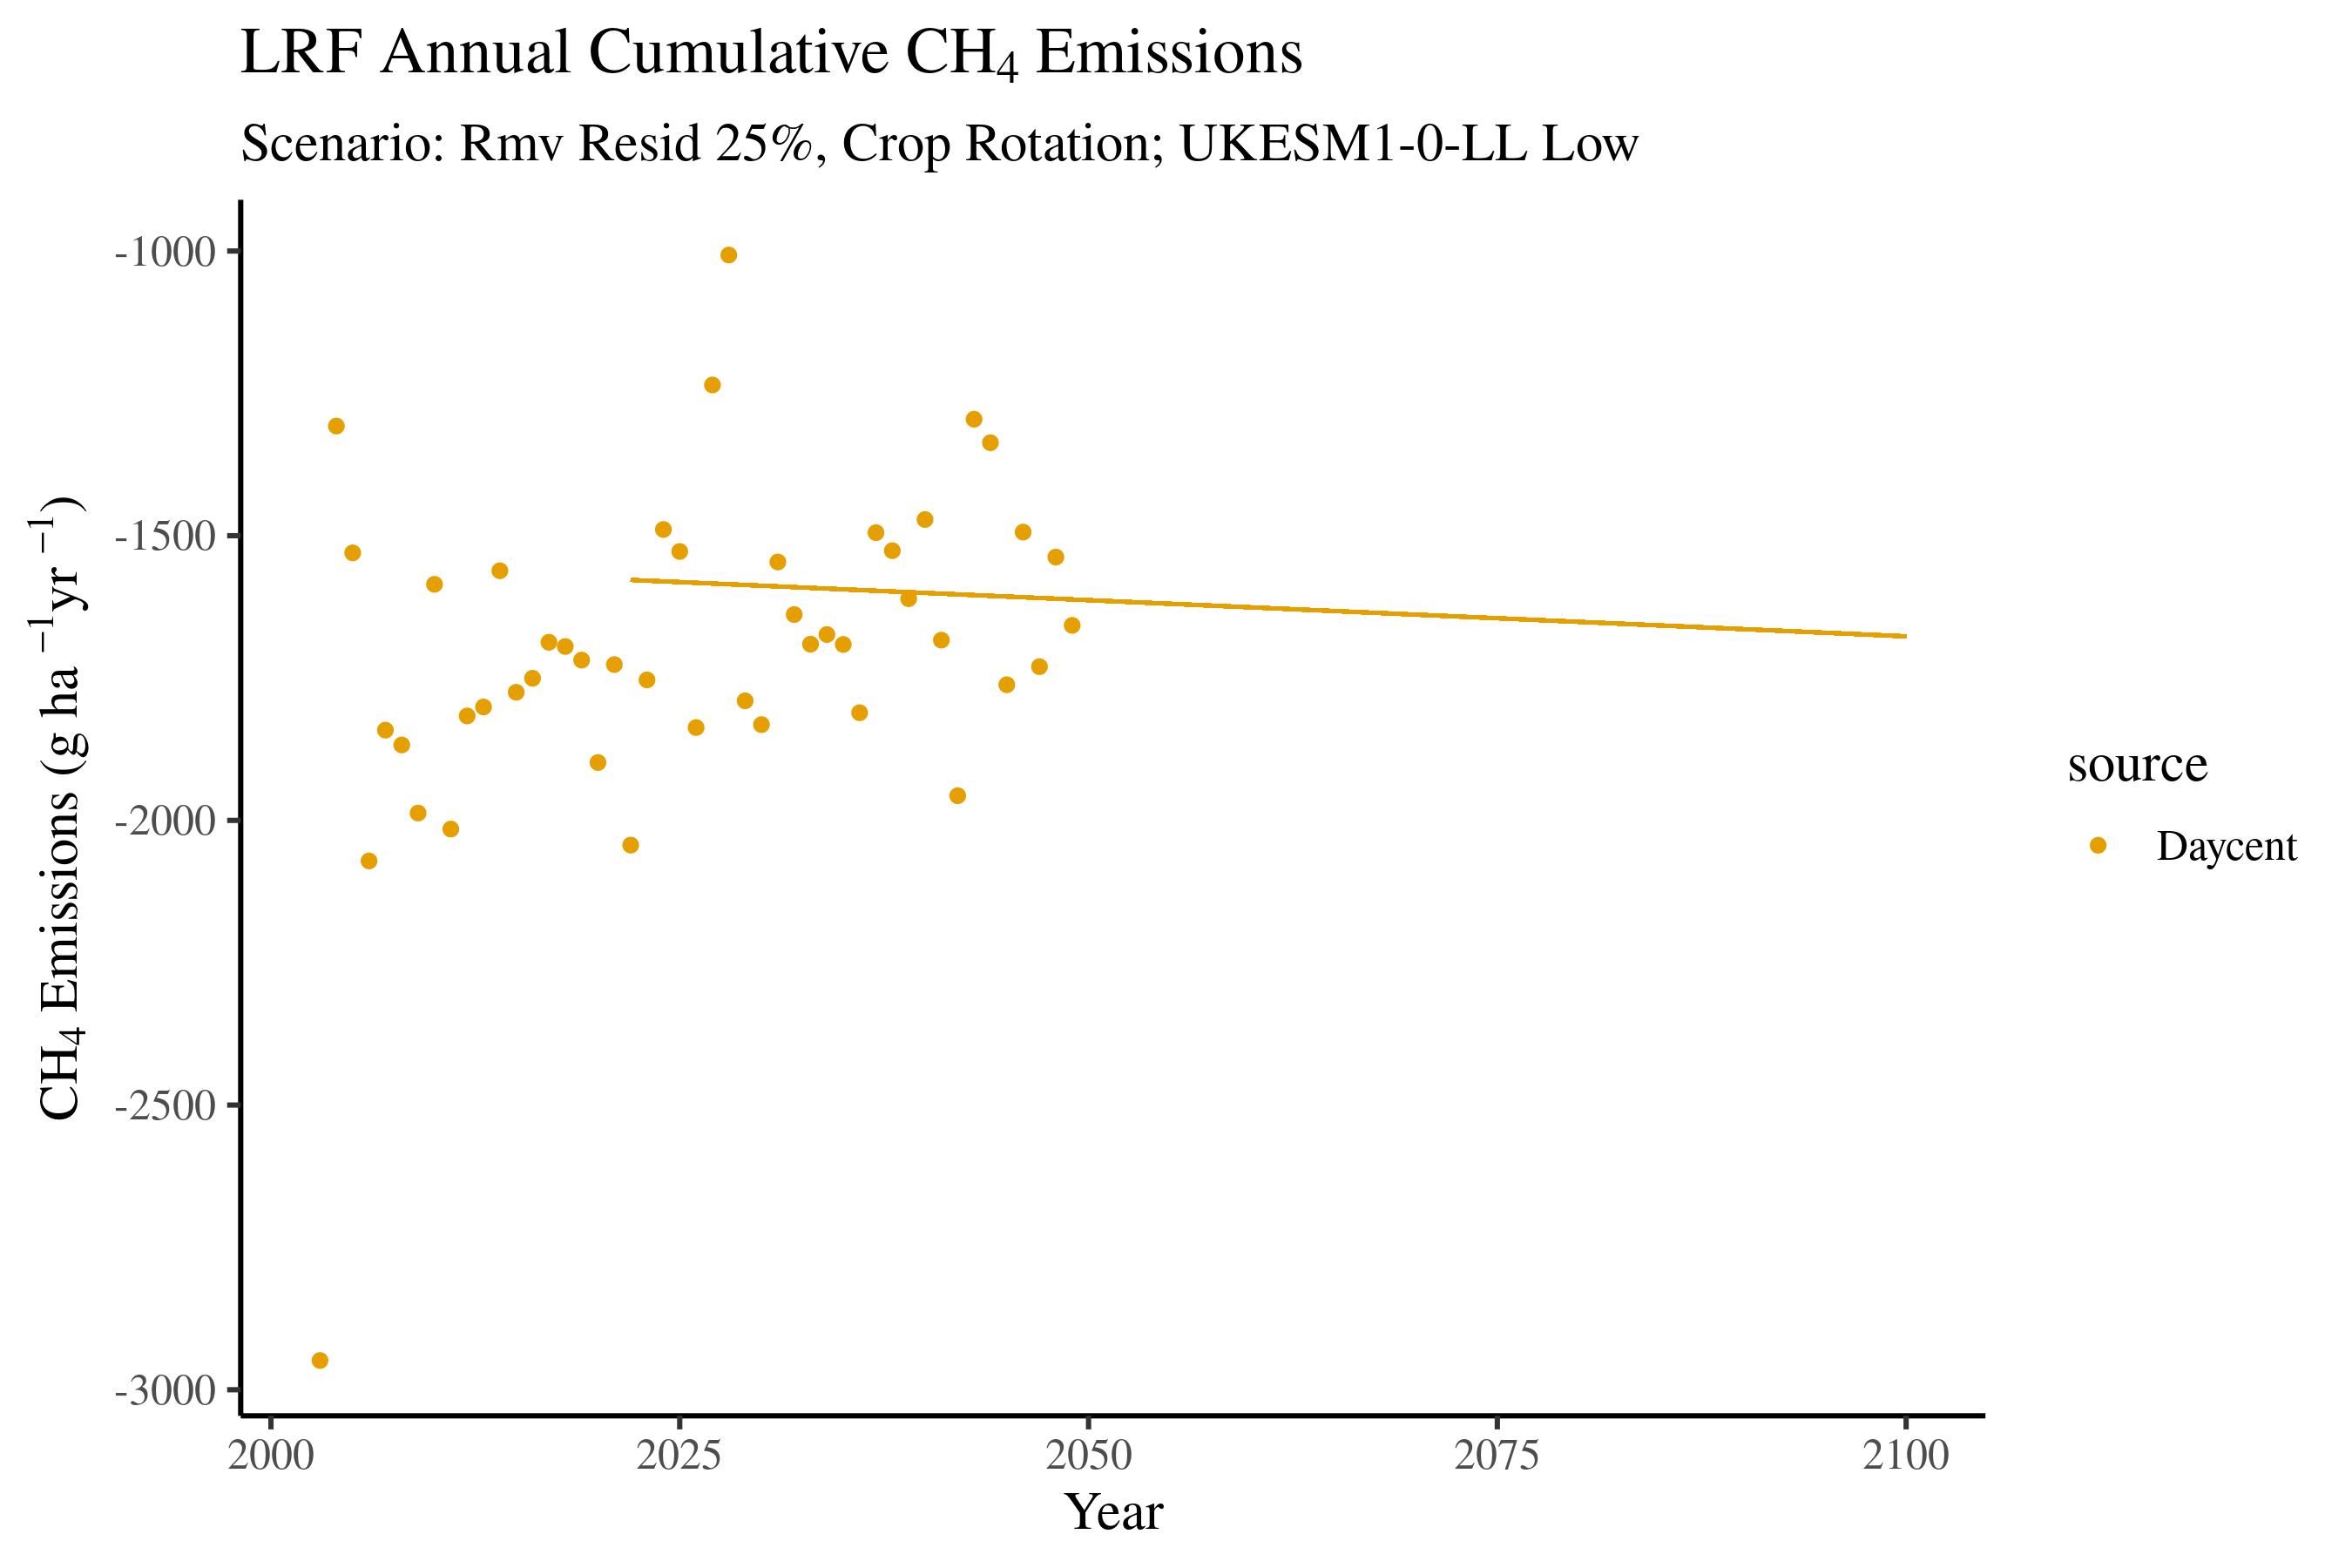 LRF Annual Cumulative CH₄ Emissions
Scenario: Rmv Resid 25%, Crop Rotation; UKESM1-0-LL Low
CH₄ Emissions (g ha ⁻¹yr ⁻¹)
-1000
-1500
-2000
-2500
-3000
2000 2025 2050 2075 2100
Year
source
Daycent